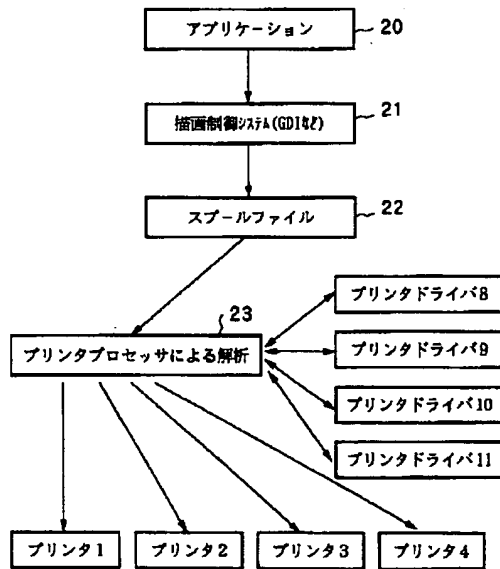 アプリケーション
20
描画制御システム(GDIなど)
21
スプールファイル
22
23
プリンタプロセッサによる解析
プリンタドライバ8
プリンタドライバ9
プリンタドライバ10
プリンタドライバ11
プリンタ1
プリンタ2
プリンタ3
プリンタ4